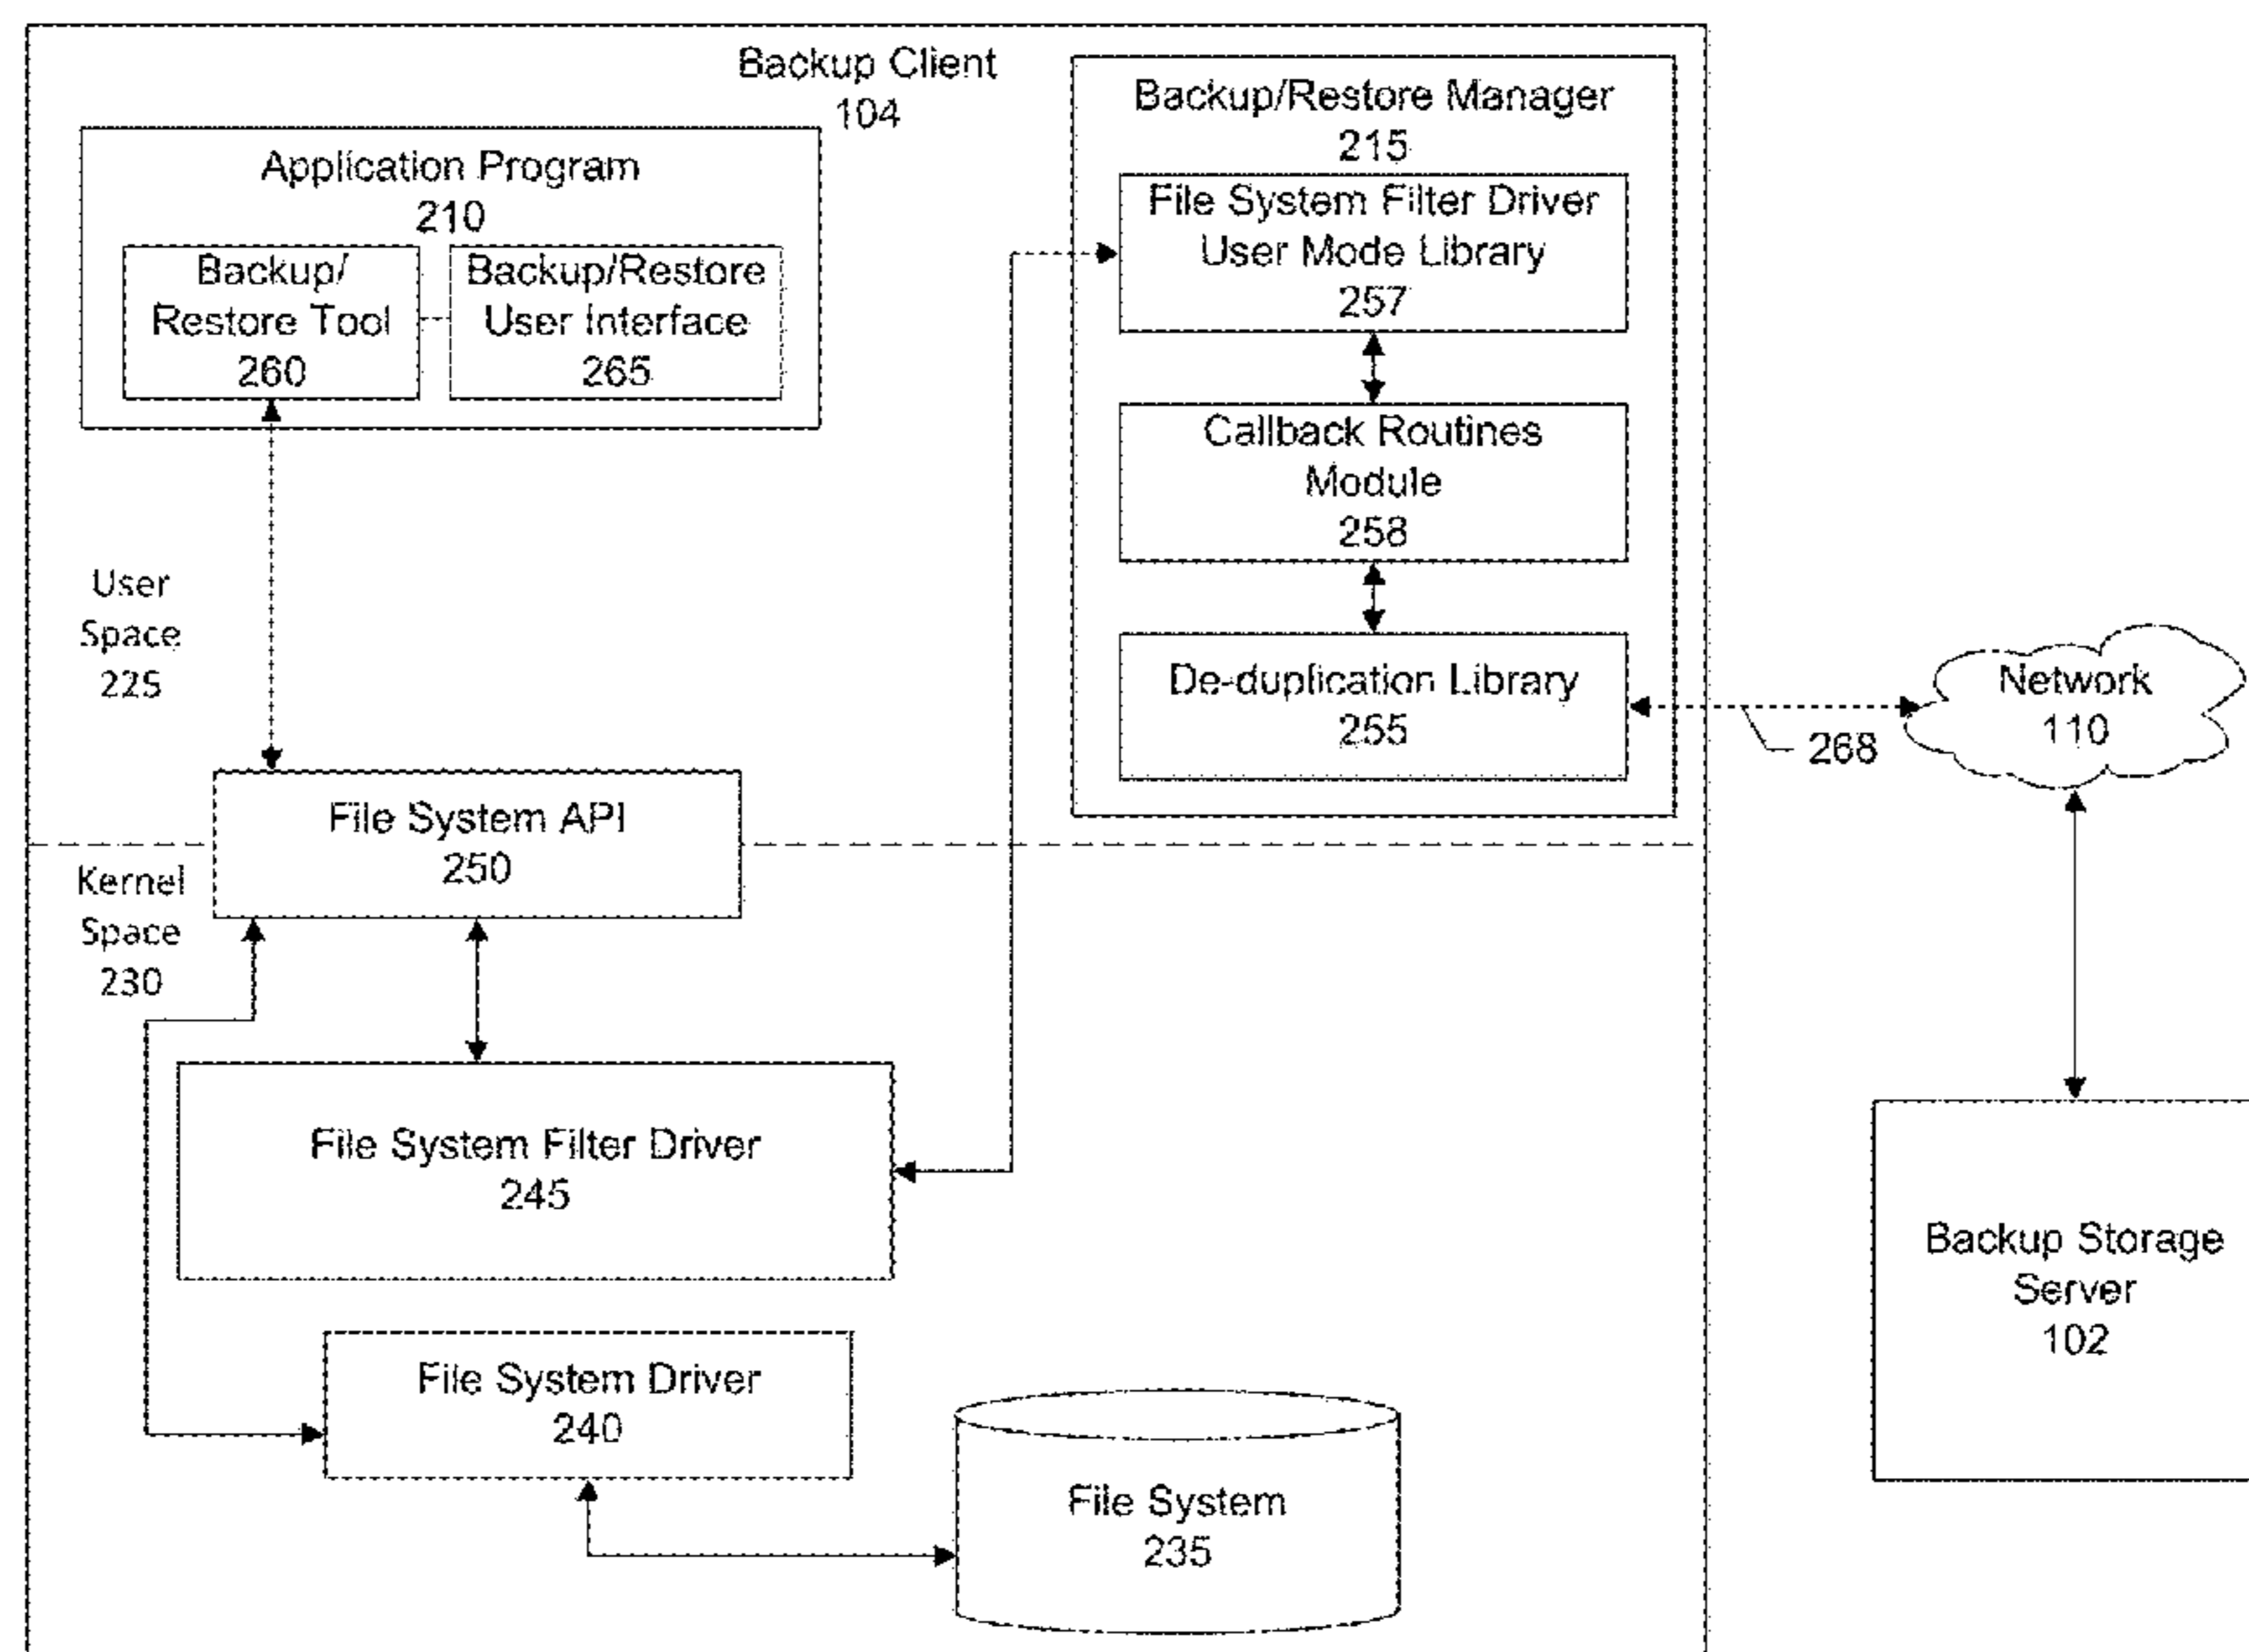 Backup Client
104
Application Program
210
Backup/
Restore Tool
260
Backup/Restore
User Interface
265
Backup/Restore Manager
215
File System Filter Driver
User Mode Library
257
Callback Routines
Module
258
De-duplication Library
255
User
Space
225
268
Network
110
File System API
250
Kernel
Space
230
File System Filter Driver
245
Backup Storage
Server
102
File System Driver
240
File System
235